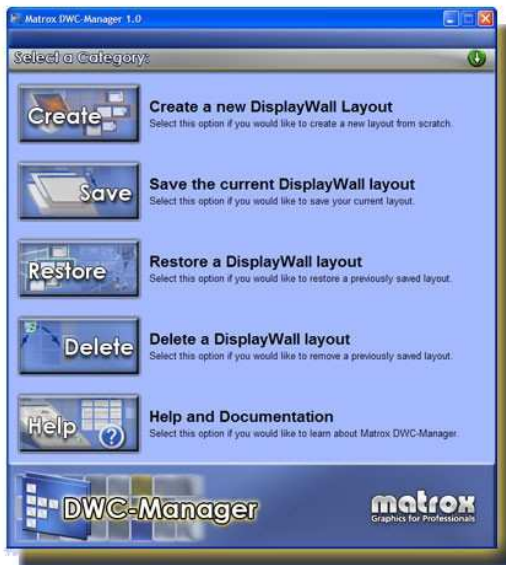 Matrox DWC-Manager 1.0
Select a Category:
Create
Create a new DisplayWall Layout
Select this option if you would like to create a new layout from scratch.
Save
Save the current DisplayWall layout
Select this option if you would like to save your current layout.
Restore
Restore a DisplayWall layout
Select this option if you would like to restore a previously saved layout.
Delete
Delete a DisplayWall layout
Select this option if you would like to remove a previously saved layout.
Help
Help and Documentation
Select this option if you would like to learn about Matrox DWC-Manager.
DWC-Manager
matrox
Graphics for Professionals